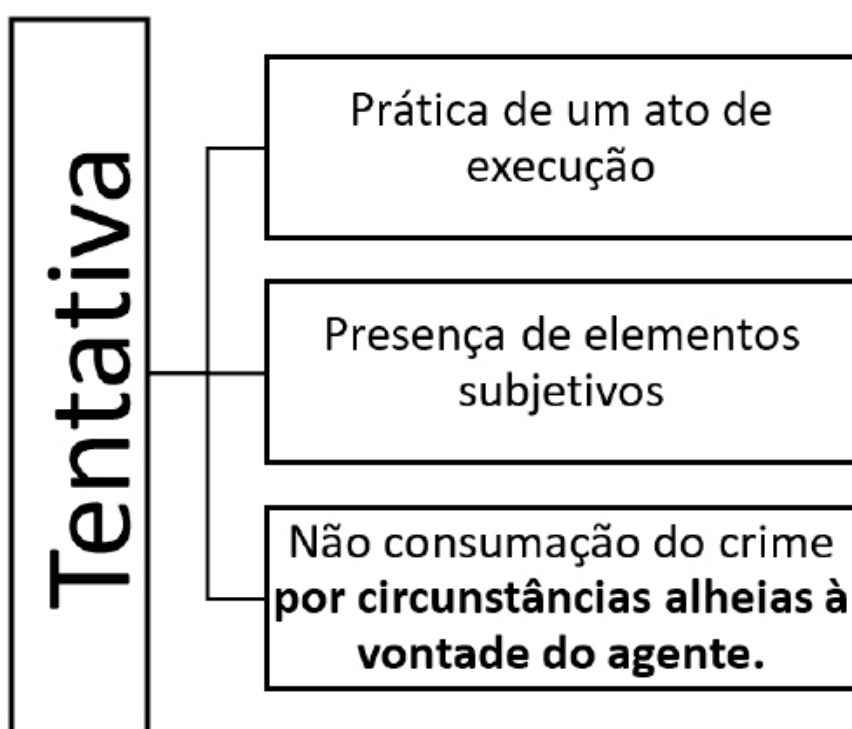 Tentativa
Prática de um ato de
execução
Presença de elementos
subjetivos
Não consumação do crime
por circunstâncias alheias à
vontade do agente.